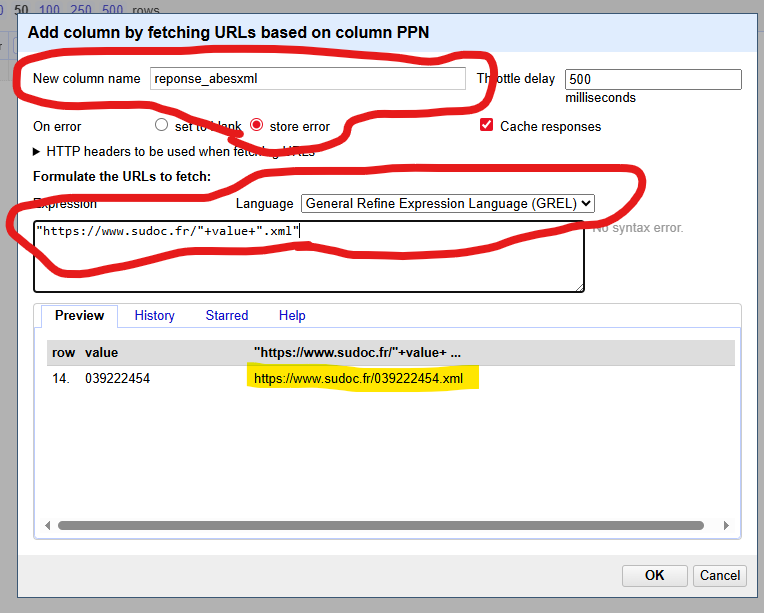 50 100 250 500 rows
Add column by fetching URLs based on column PPN
New column name reponse_abesxml Throttle delay 500
milliseconds
On error set to blank store error Cache responses
HTTP headers to be used when fetching URLs
Formulate the URLs to fetch:
Expression Language General Refine Expression Language (GREL)
"https://www.sudoc.fr/"+value+".xml" No syntax error.
Preview History Starred Help
row value "https://www.sudoc.fr/"+value+ ...
14. 039222454 https://www.sudoc.fr/039222454.xml
OK Cancel